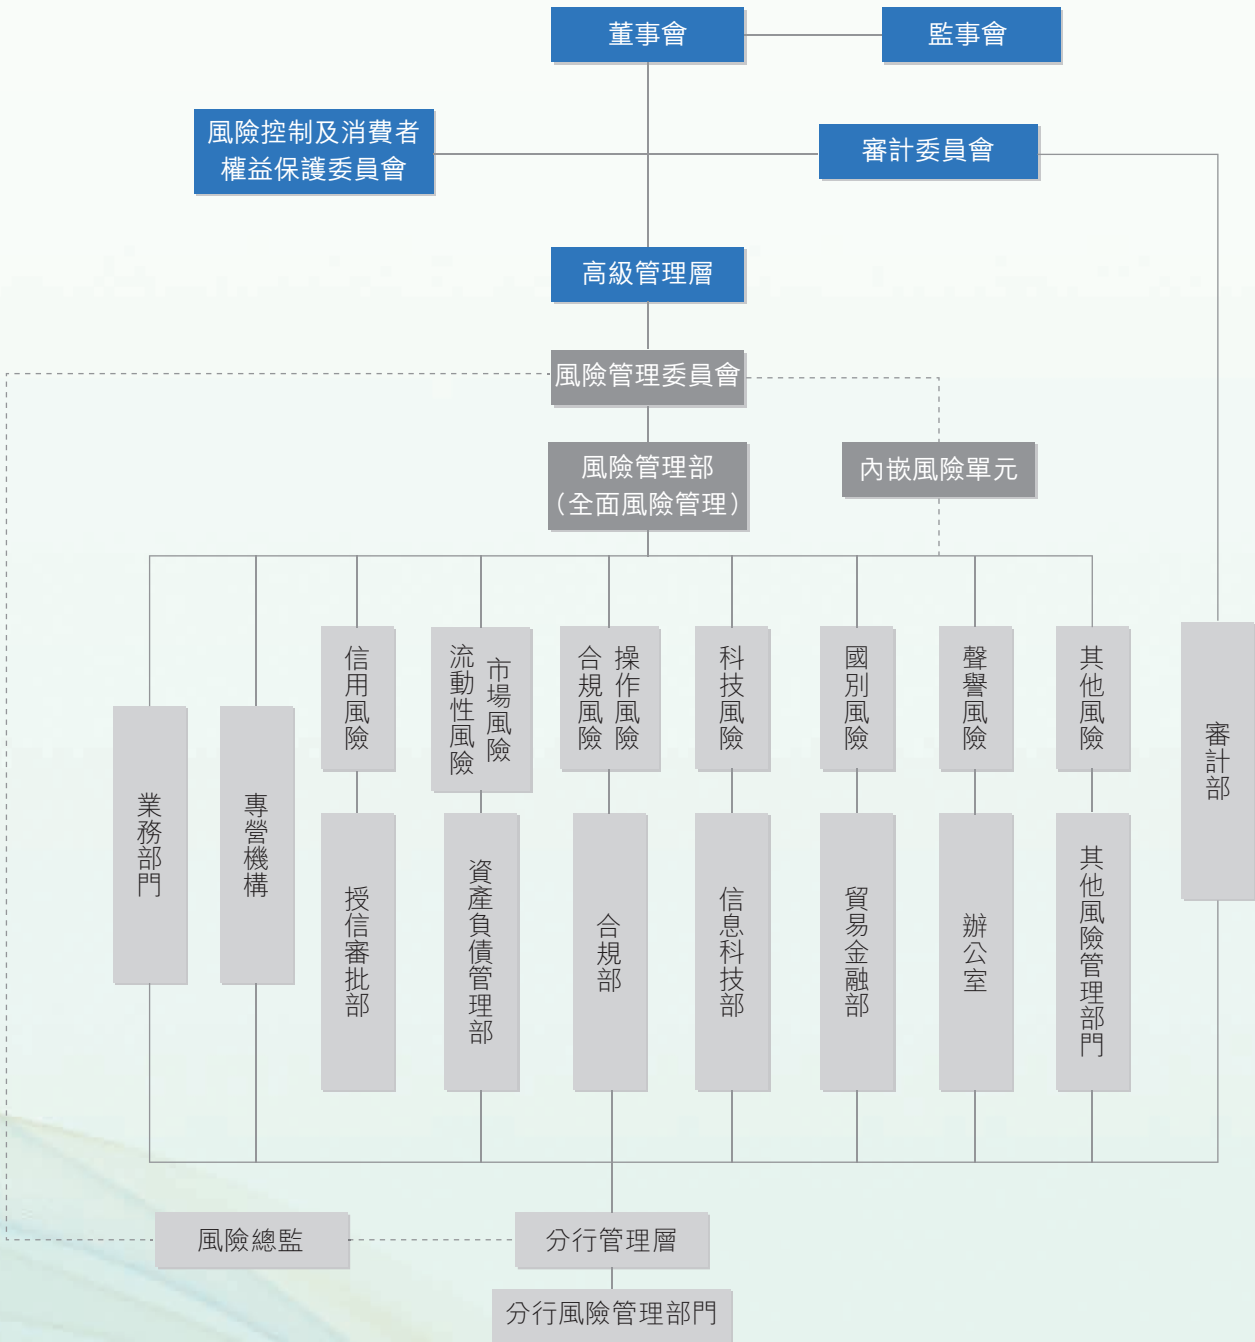 董事會
監事會
風險控制及消費者
權益保護委員會
審計委員會
高級管理層
風險管理委員會
風險管理部
（全面風險管理）
內嵌風險單元
信用風險
流動性風險
市場風險
合規風險
操作風險
科技風險
國別風險
聲譽風險
其他風險
審計部
業務部門
專營機構
授信審批部
資產負債管理部
合規部
信息科技部
貿易金融部
辦公室
其他風險管理部門
風險總監
分行管理層
分行風險管理部門